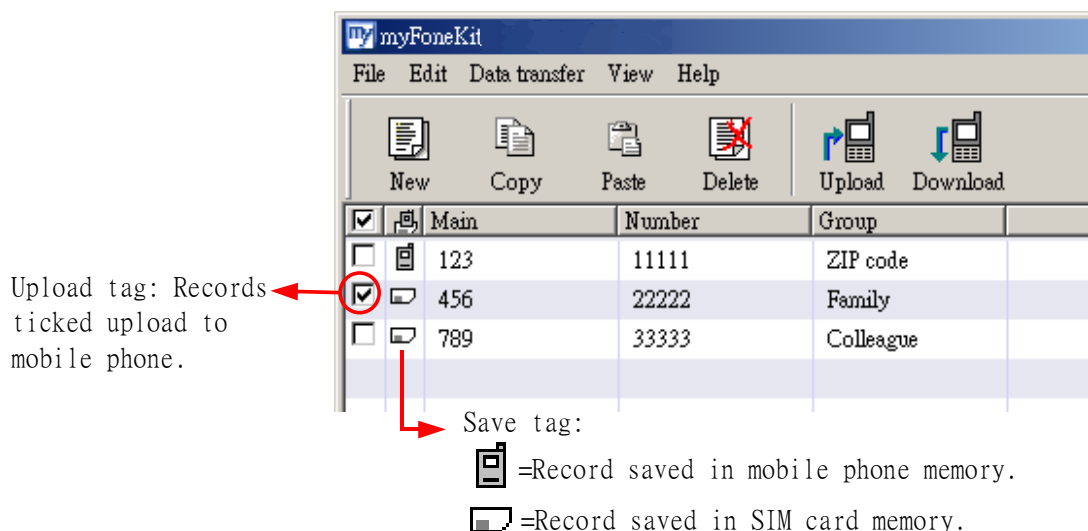 my myFoneKit
File Edit Data transfer View Help
New Copy Paste Delete Upload Download
Main Number Group
123 11111 ZIP code
456 22222 Family
789 33333 Colleague
Upload tag: Records
ticked upload to
mobile phone.
Save tag:
=Record saved in mobile phone memory.
=Record saved in SIM card memory.